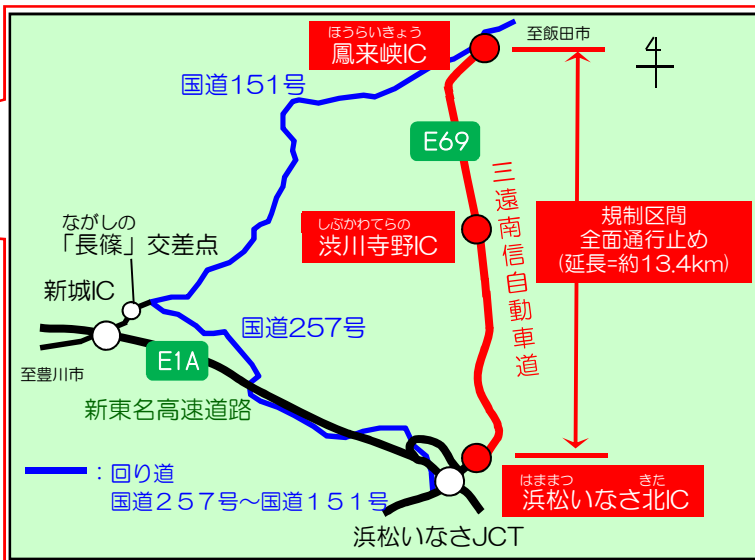 ほうらいきょう
鳳来峡IC
至飯田市
4
国道151号
E69
三遠南信自動車道
しぶかわてらの
渋川寺野IC
規制区間
全面通行止め
(延長=約13.4km)
ながしの
「長篠」交差点
新城IC
国道257号
E1A
至豊川市
新東名高速道路
:回り道
国道257号~国道151号
はままつ きた
浜松いなさ北IC
浜松いなさJCT